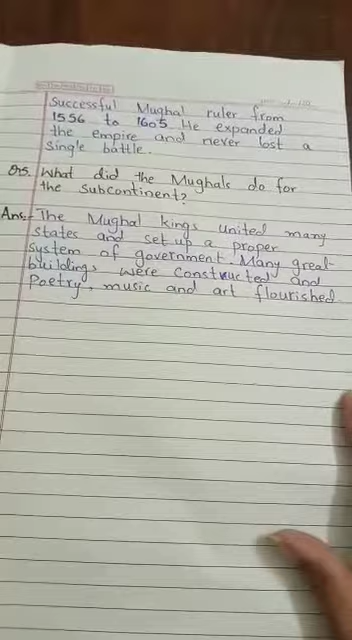 Successful Mughal ruler from
1556 to 1605. He expanded
the empire and never lost a
single battle.
Q5. What did the Mughals do for
the subcontinent?
Ans:- The Mughal kings united many
states and set up a proper
system of government. Many great
buildings were constructed and
Poetry, music and art flourished.